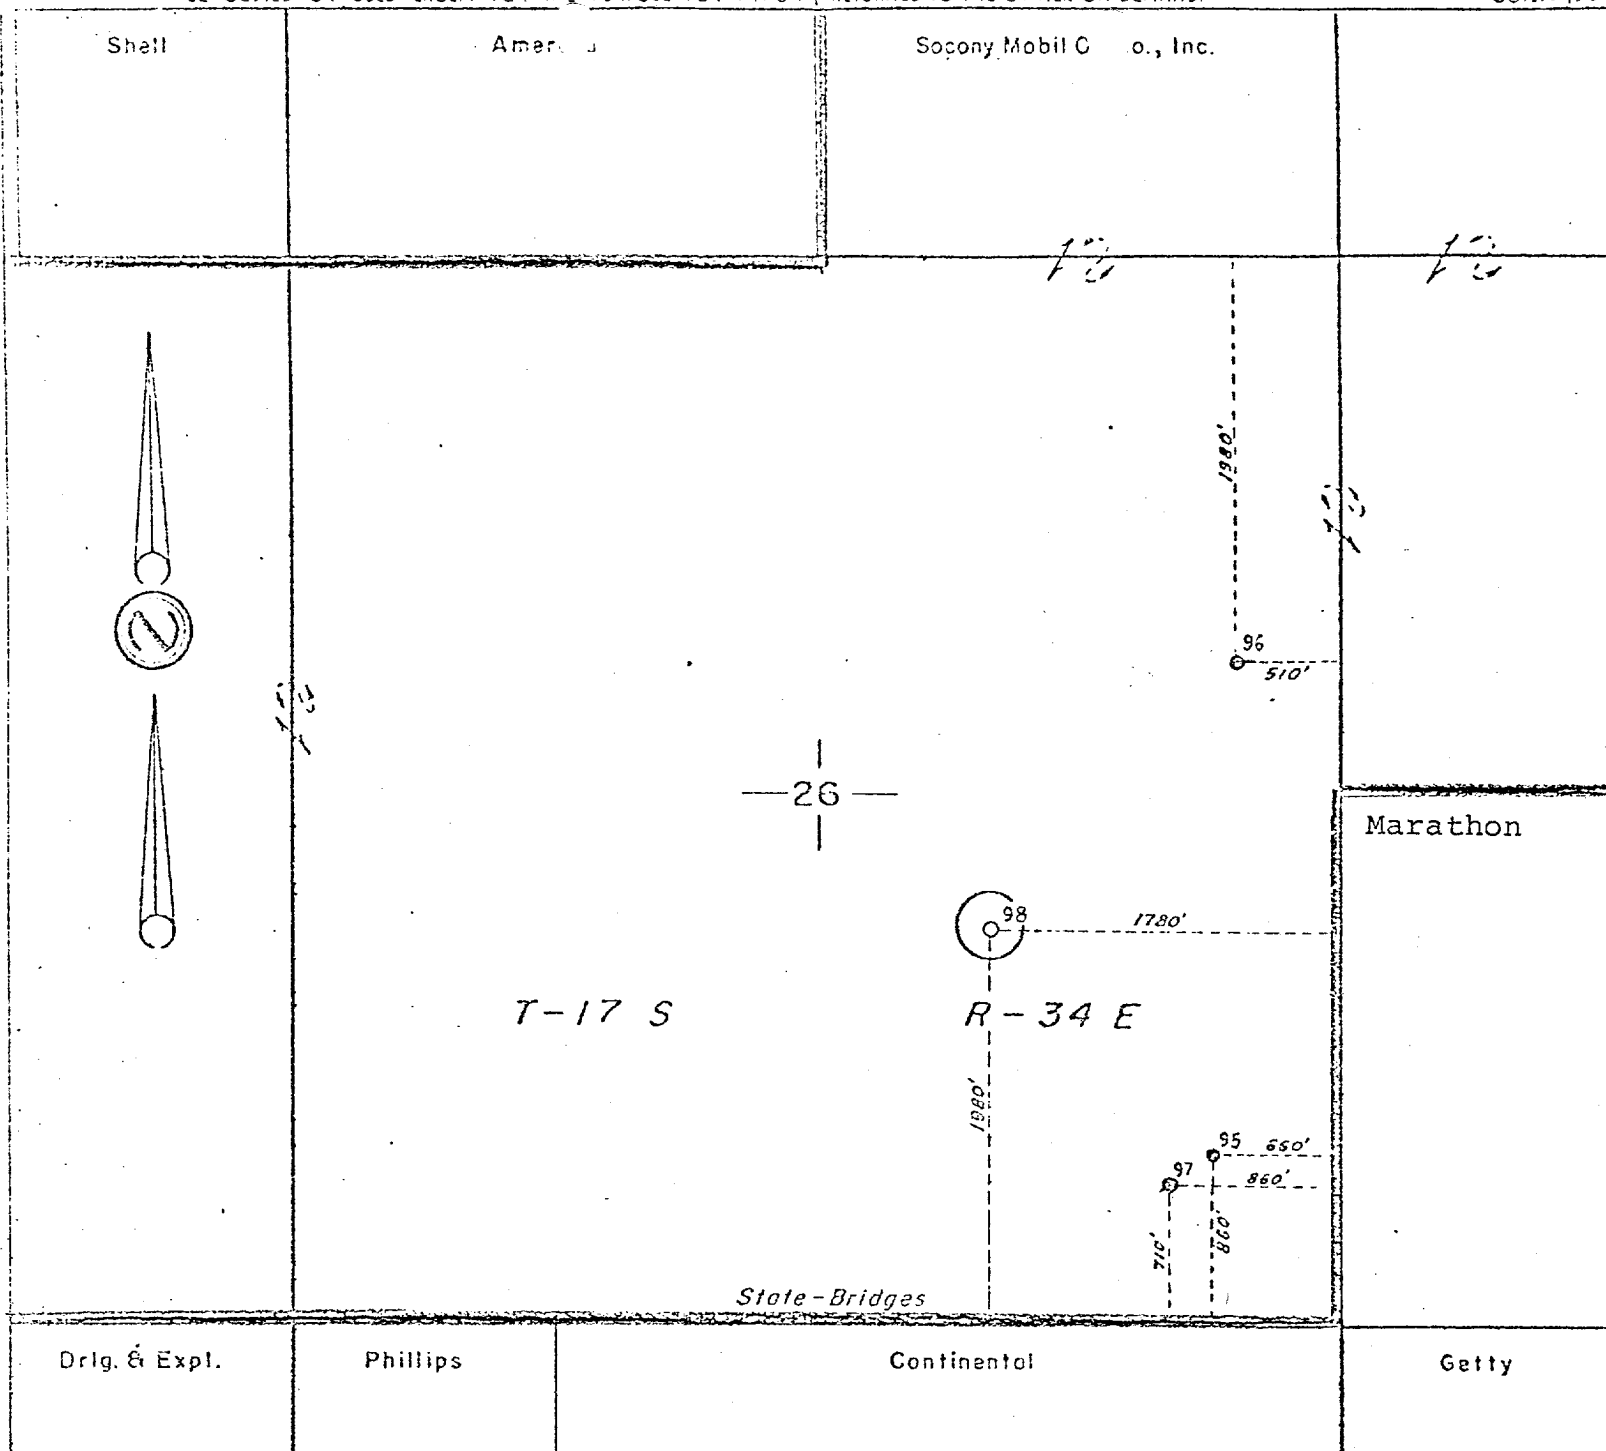 Shell
Socony Mobil o., Inc.
1980'
96
510'
26
Marathon
98
1780'
T-17 S
R-34 E
1980'
95
650'
97
860'
710'
860'
State-Bridges
Drlg. & Expl.
Phillips
Continental
Getty